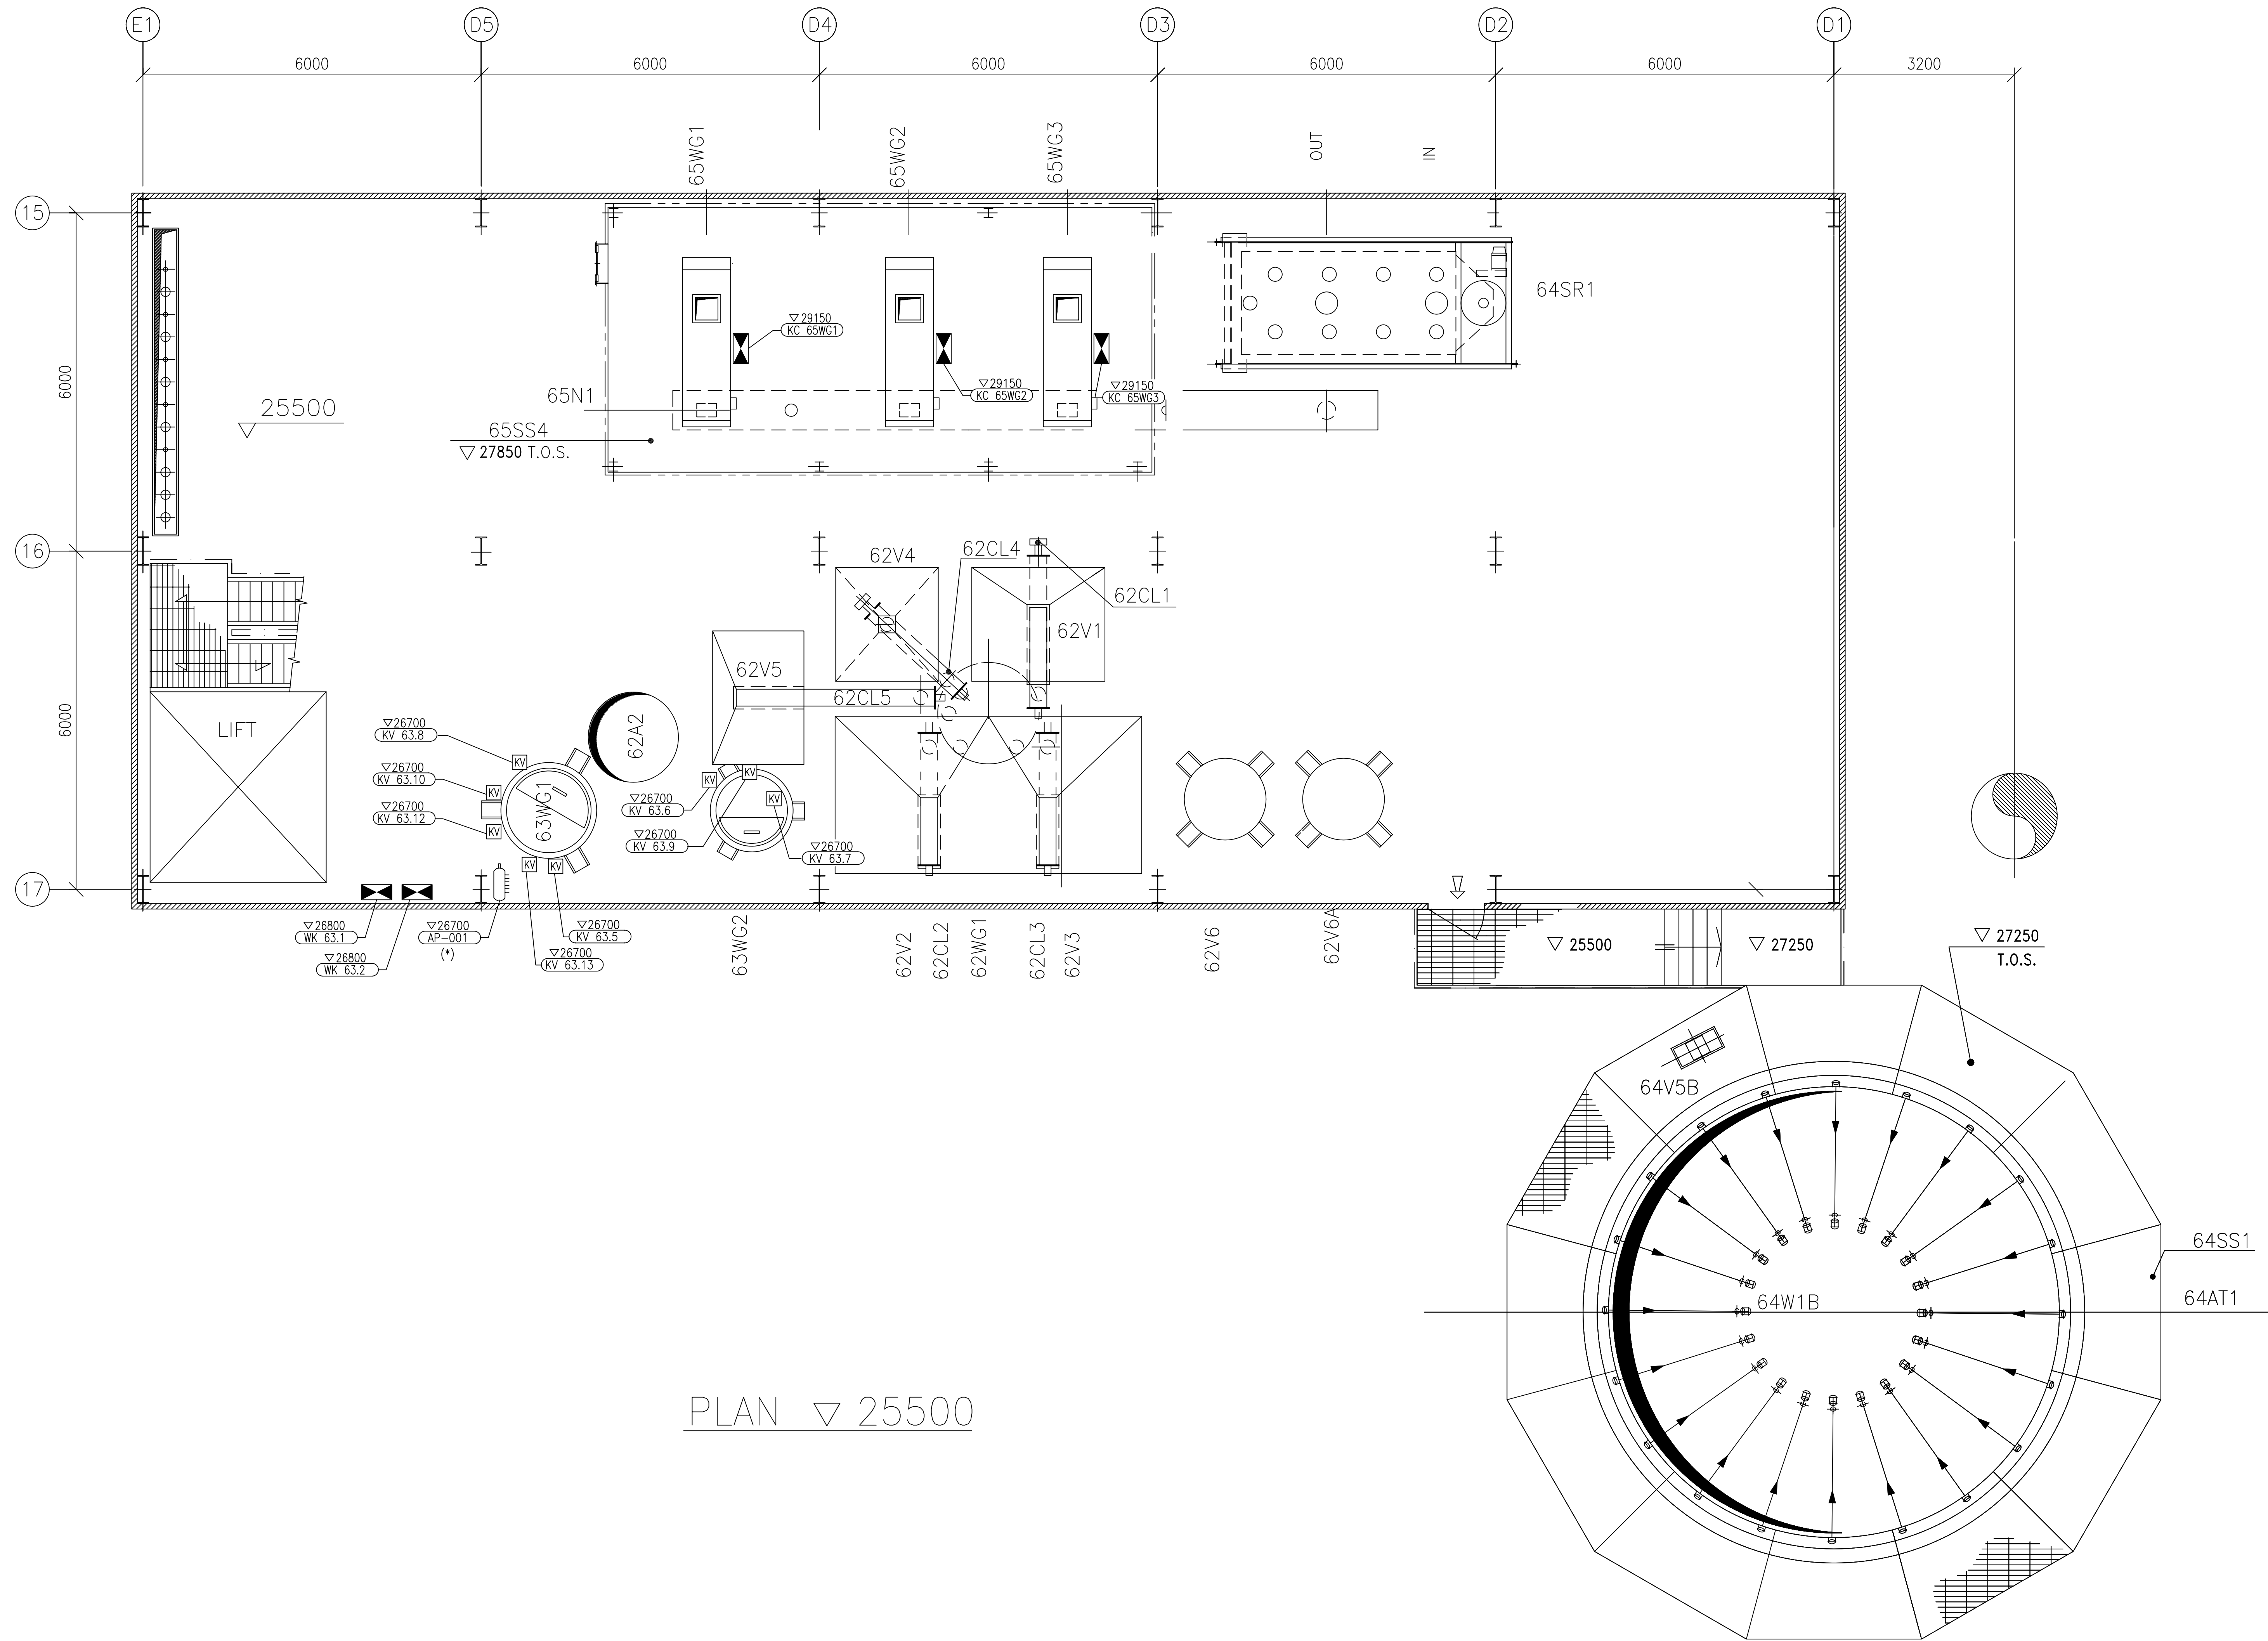 E1
D5
D4
D3
D2
D1
6000
6000
6000
6000
6000
3200
65WG1
65WG2
65WG3
OUT
IN
15
64SR1
▽29150
KC 65WG1
6000
▽29150
KC 65WG2
▽29150
KC 65WG3
65N1
25500
▽
65SS4
▽ 27850 T.O.S.
16
62V4
62CL4
62CL1
62V1
62V5
62CL5
6000
LIFT
62A2
▽26700
KV 63.8
KV
▽26700
KV 63.10
KV
▽26700
KV 63.12
KV
63WG1
KV
KV
KV
▽26700
KV 63.6
KV
▽26700
KV 63.9
▽26700
KV 63.7
KV
KV
17
▽26800
WK 63.1
▽26800
WK 63.2
▽26700
AP-001
(*)
▽26700
KV 63.5
▽26700
KV 63.13
63WG2
62V2
62CL2
62WG1
62CL3
62V3
62V6
62V6A
▽ 25500
▽ 27250
▽ 27250
T.O.S.
64V5B
64SS1
64W1B
64AT1
PLAN ▽ 25500